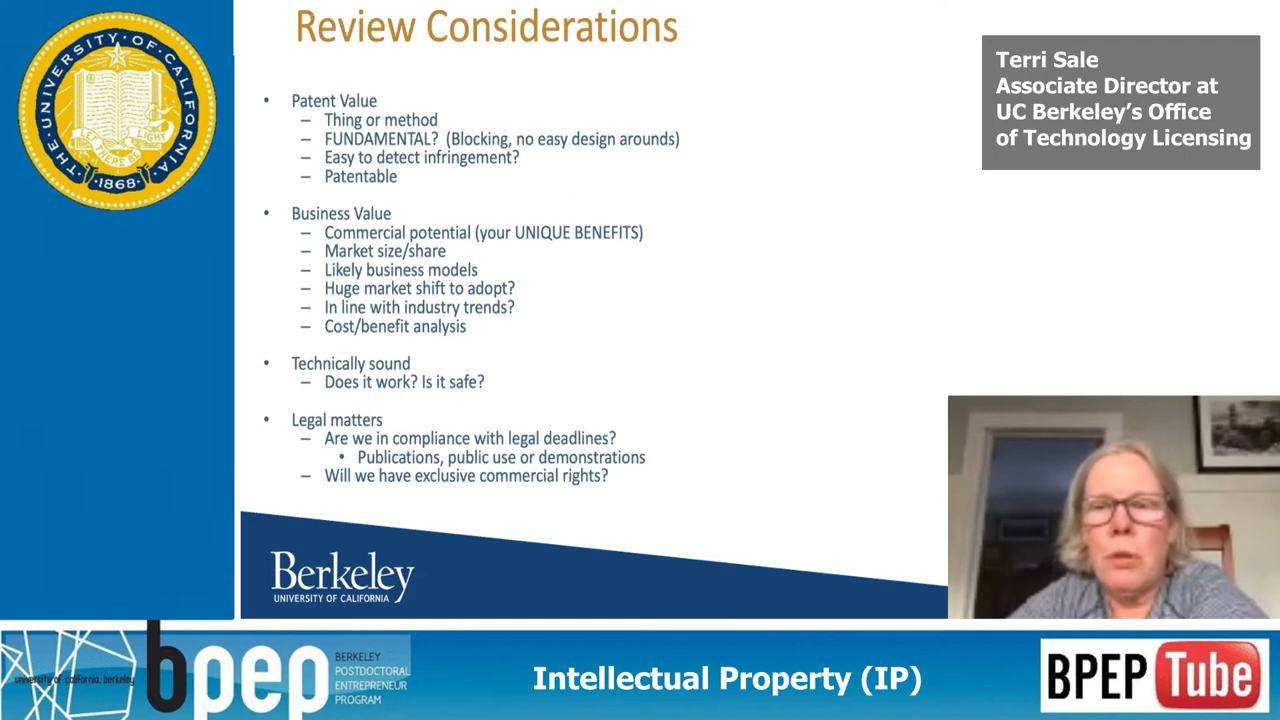 Review Considerations
THE UNIVERSITY OF CALIFORNIA
LET THERE BE LIGHT
1868
Terri Sale
Associate Director at
UC Berkeley’s Office
of Technology Licensing
• Patent Value
– Thing or method
– FUNDAMENTAL? (Blocking, no easy design arounds)
– Easy to detect infringement?
– Patentable
• Business Value
– Commercial potential (your UNIQUE BENEFITS)
– Market size/share
– Likely business models
– Huge market shift to adopt?
– In line with industry trends?
– Cost/benefit analysis
• Technically sound
– Does it work? Is it safe?
• Legal matters
– Are we in compliance with legal deadlines?
• Publications, public use or demonstrations
– Will we have exclusive commercial rights?
Berkeley
UNIVERSITY OF CALIFORNIA
university of california, berkeley
bpep
BERKELEY
POSTDOCTORAL
ENTREPRENEUR
PROGRAM
Intellectual Property (IP)
BPEP Tube